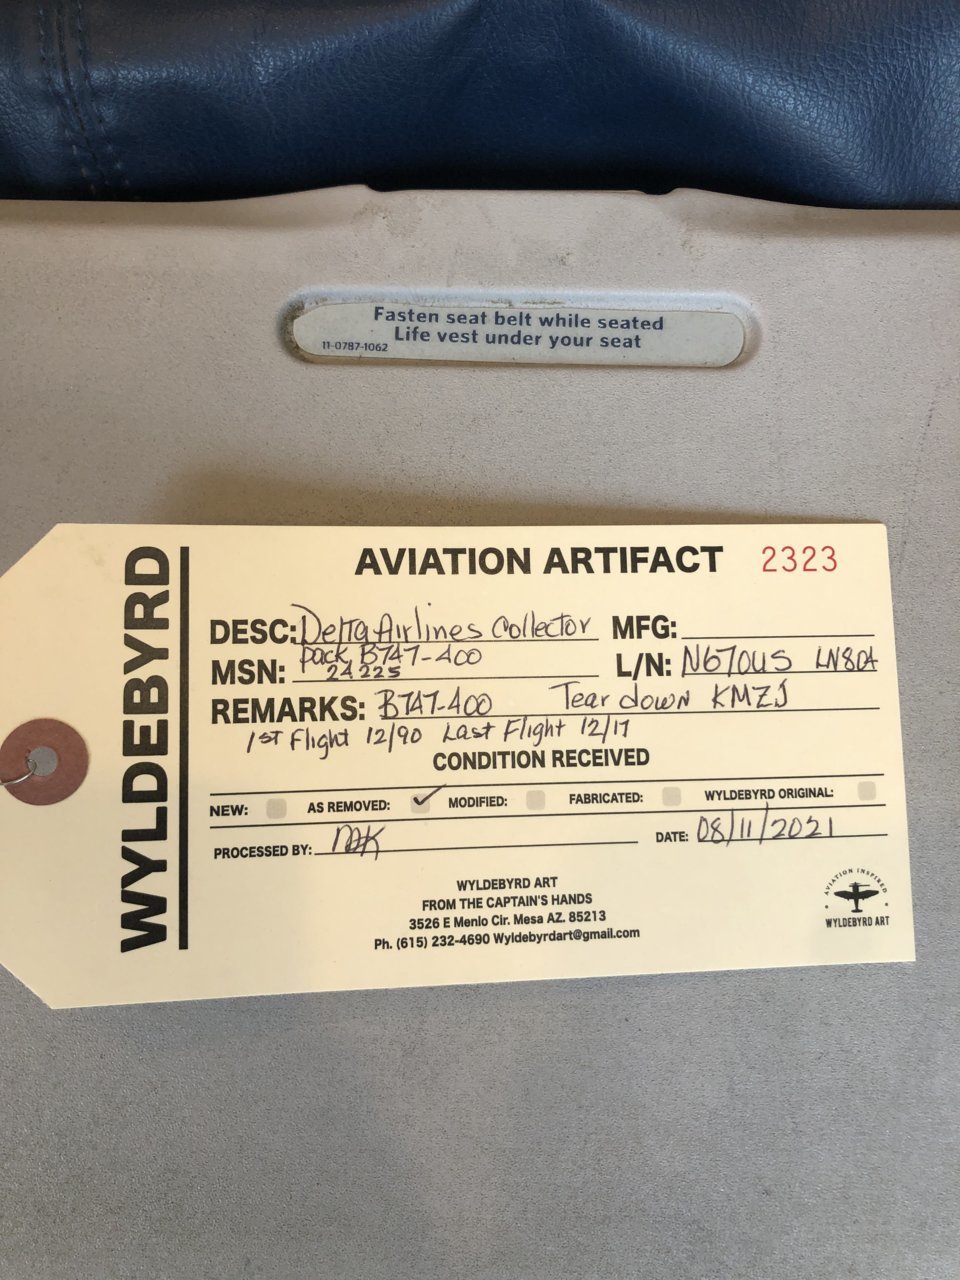 Fasten seat belt while seated
Life vest under your seat
11-0787-1062
WYLDEBYRD
AVIATION ARTIFACT 2323
DESC: Delta Airlines Collector MFG:
pack B747-400
MSN: 24225 L/N: N670US LN804
REMARKS: B747-400 Tear down KMZJ
1st Flight 12/90 Last Flight 12/17
CONDITION RECEIVED
NEW: AS REMOVED: ✓ MODIFIED: FABRICATED: WYLDEBYRD ORIGINAL:
PROCESSED BY: DATE: 08/11/2021
WYLDEBYRD ART
FROM THE CAPTAIN'S HANDS
3526 E Menlo Cir. Mesa AZ. 85213
Ph. (615) 232-4690 Wyldebyrdart@gmail.com
AVIATION INSPIRED
WYLDEBYRD ART